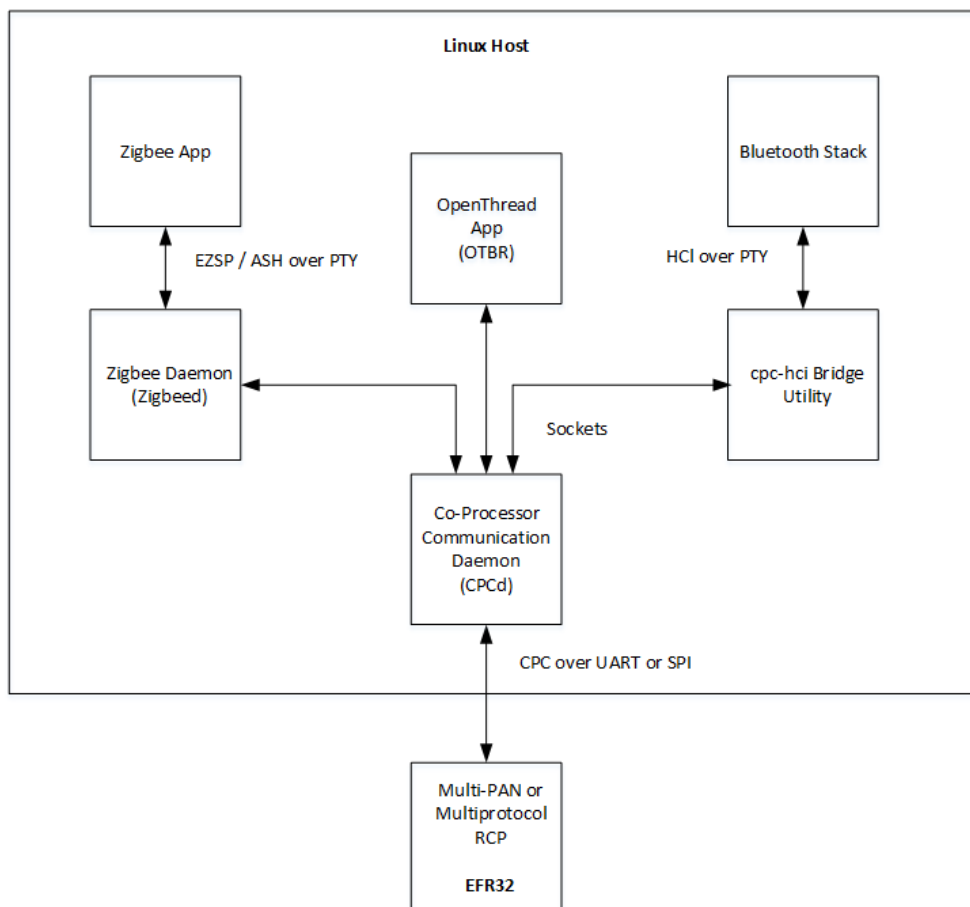 Linux Host
Zigbee App
Bluetooth Stack
OpenThread
App
(OTBR)
EZSP / ASH over PTY
HCI over PTY
Zigbee Daemon
(Zigbeed)
cpc-hci Bridge
Utility
Sockets
Co-Processor
Communication
Daemon
(CPCd)
CPC over UART or SPI
Multi-PAN or
Multiprotocol
RCP
EFR32